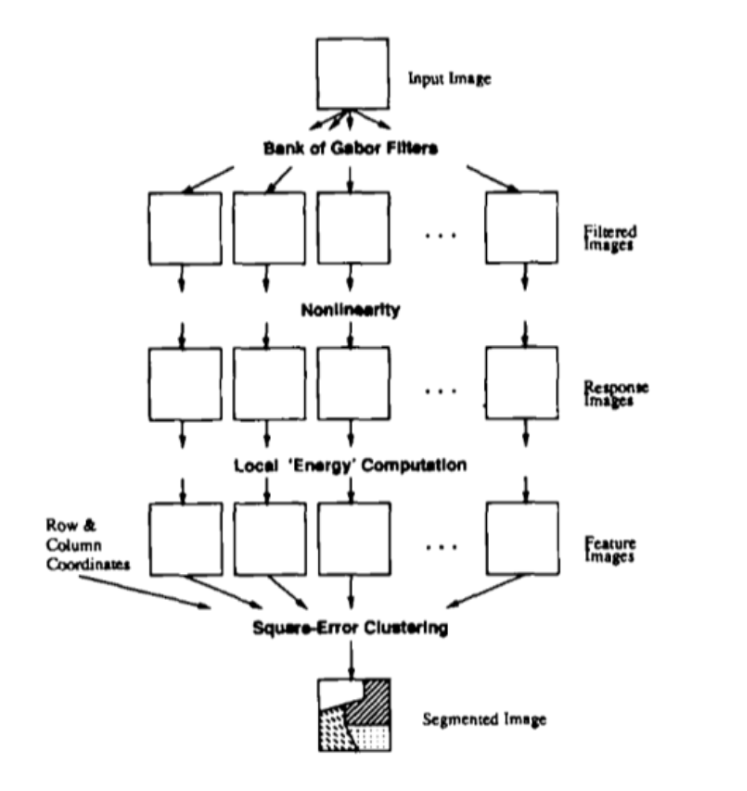 Input Image
Bank of Gabor Filters
. . .
Filtered
Images
Nonlinearity
. . .
Response
Images
Local 'Energy' Computation
Row &
Column
Coordinates
. . .
Feature
Images
Square-Error Clustering
Segmented Image